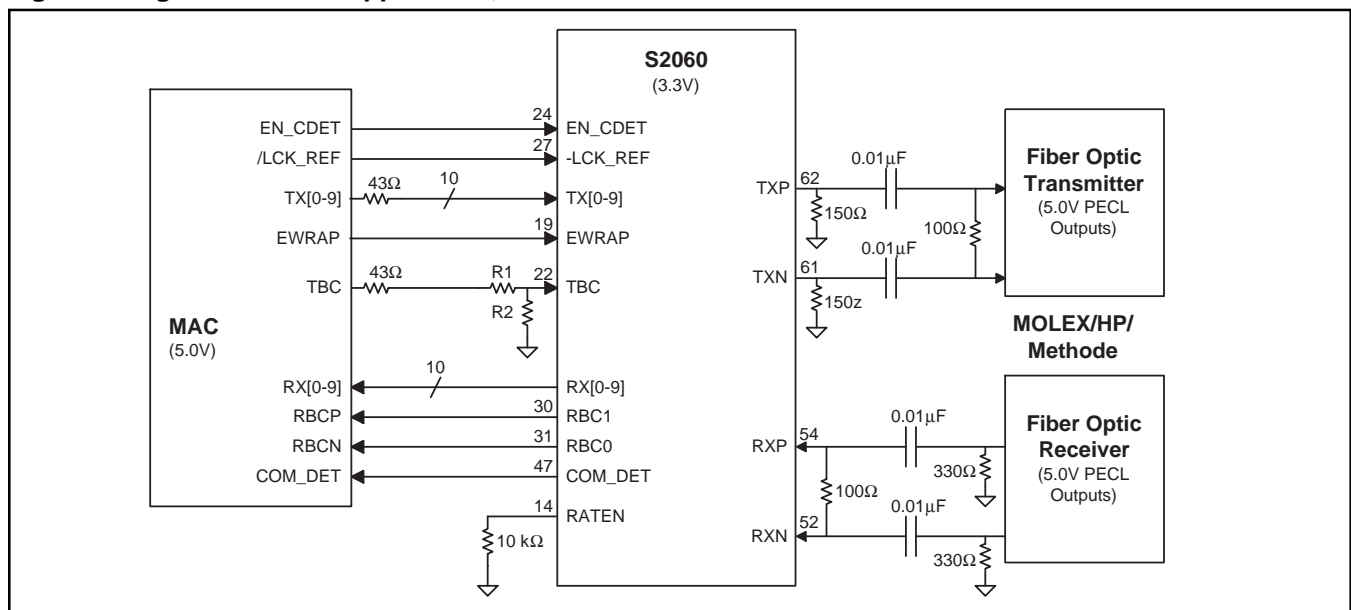 S2060
(3.3V)
MAC
(5.0V)
EN_CDET
24
EN_CDET
/LCK_REF
27
-LCK_REF
TX[0-9]
43Ω
10
TX[0-9]
EWRAP
19
EWRAP
TBC
43Ω
R1
22
TBC
R2
RX[0-9]
10
RX[0-9]
RBCP
30
RBC1
RBCN
31
RBC0
COM_DET
47
COM_DET
14
RATEN
10 kΩ
TXP
62
0.01µF
150Ω
100Ω
0.01µF
TXN
61
150z
Fiber Optic
Transmitter
(5.0V PECL
Outputs)
MOLEX/HP/
Methode
RXP
54
0.01µF
330Ω
100Ω
0.01µF
RXN
52
330Ω
Fiber Optic
Receiver
(5.0V PECL
Outputs)